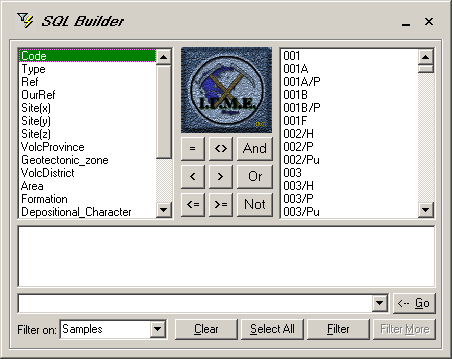 SQL Builder
Code
Type
Ref
OurRef
Site(x)
Site(y)
Site(z)
VolcProvince
Geotectonic_zone
VolcDistrict
Area
Formation
Depositional_Character
I.P.M.E.
= <> And
< > Or
<= >= Not
001
001A
001A/P
001B
001B/P
001F
002/H
002/P
002/Pu
003
003/H
003/P
003/Pu
<-- Go
Filter on: Samples Clear Select All Filter Filter More